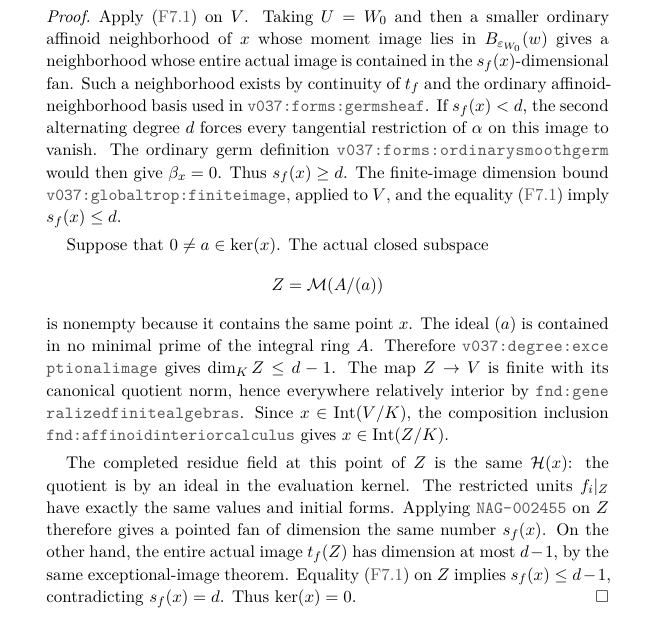 Proof. Apply (F7.1) on V. Taking U = W₀ and then a smaller ordinary
affinoid neighborhood of x whose moment image lies in B_{ε_{W₀}}(w) gives a
neighborhood whose entire actual image is contained in the s_f(x)-dimensional
fan. Such a neighborhood exists by continuity of t_f and the ordinary affinoid-
neighborhood basis used in v037:forms:germsheaf. If s_f(x) < d, the second
alternating degree d forces every tangential restriction of α on this image to
vanish. The ordinary germ definition v037:forms:ordinarysmoothgerm
would then give β_x = 0. Thus s_f(x) ≥ d. The finite-image dimension bound
v037:globaltrop:finiteimage, applied to V, and the equality (F7.1) imply
s_f(x) ≤ d.
Suppose that 0 ≠ a ∈ ker(x). The actual closed subspace
Z = ℳ(A/(a))
is nonempty because it contains the same point x. The ideal (a) is contained
in no minimal prime of the integral ring A. Therefore v037:degree:exce
ptionalimage gives dim_K Z ≤ d − 1. The map Z → V is finite with its
canonical quotient norm, hence everywhere relatively interior by fnd:gene
ralizedfinitealgebras. Since x ∈ Int(V/K), the composition inclusion
fnd:affinoidinteriorcalculus gives x ∈ Int(Z/K).
The completed residue field at this point of Z is the same ℋ(x): the
quotient is by an ideal in the evaluation kernel. The restricted units f_i|_Z
have exactly the same values and initial forms. Applying NAG-002455 on Z
therefore gives a pointed fan of dimension the same number s_f(x). On the
other hand, the entire actual image t_f(Z) has dimension at most d−1, by the
same exceptional-image theorem. Equality (F7.1) on Z implies s_f(x) ≤ d−1,
contradicting s_f(x) = d. Thus ker(x) = 0. □